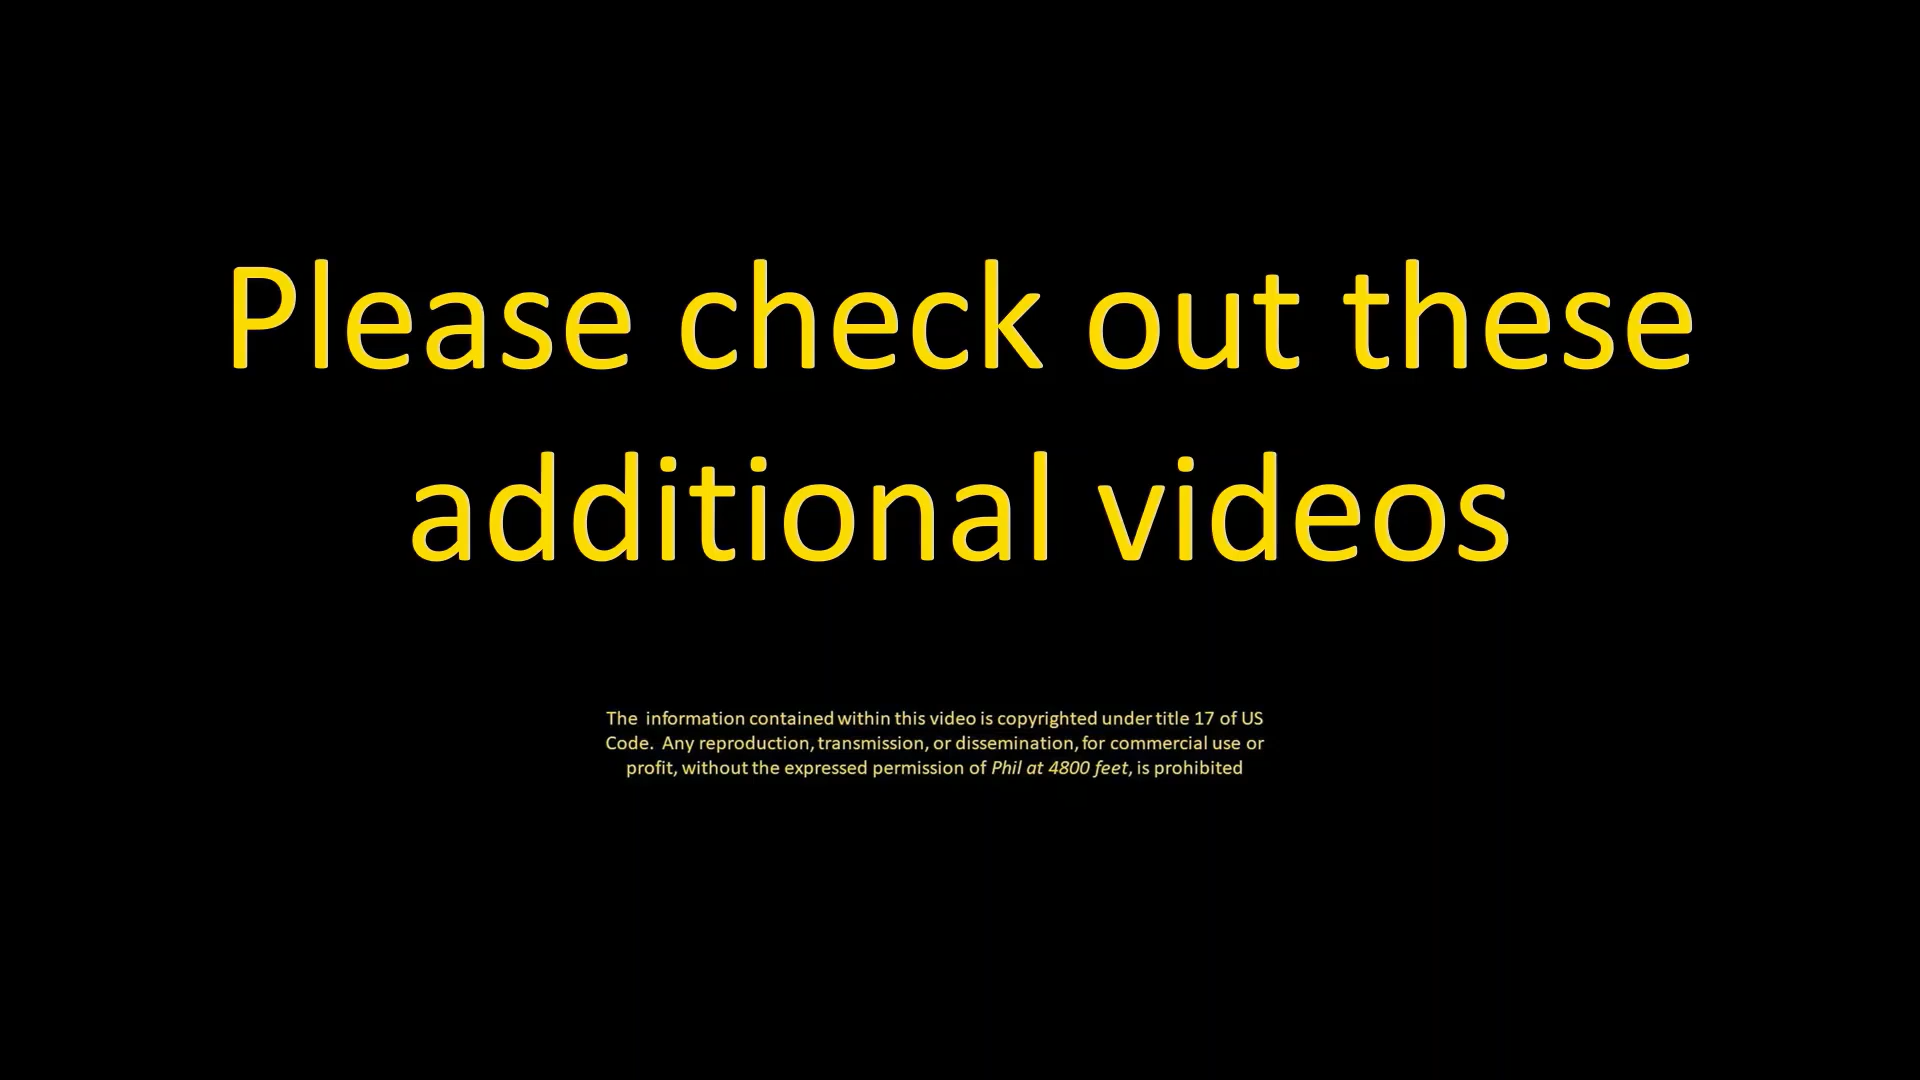 Please check out these
additional videos
The information contained within this video is copyrighted under title 17 of US
Code. Any reproduction, transmission, or dissemination, for commercial use or
profit, without the expressed permission of Phil at 4800 feet, is prohibited